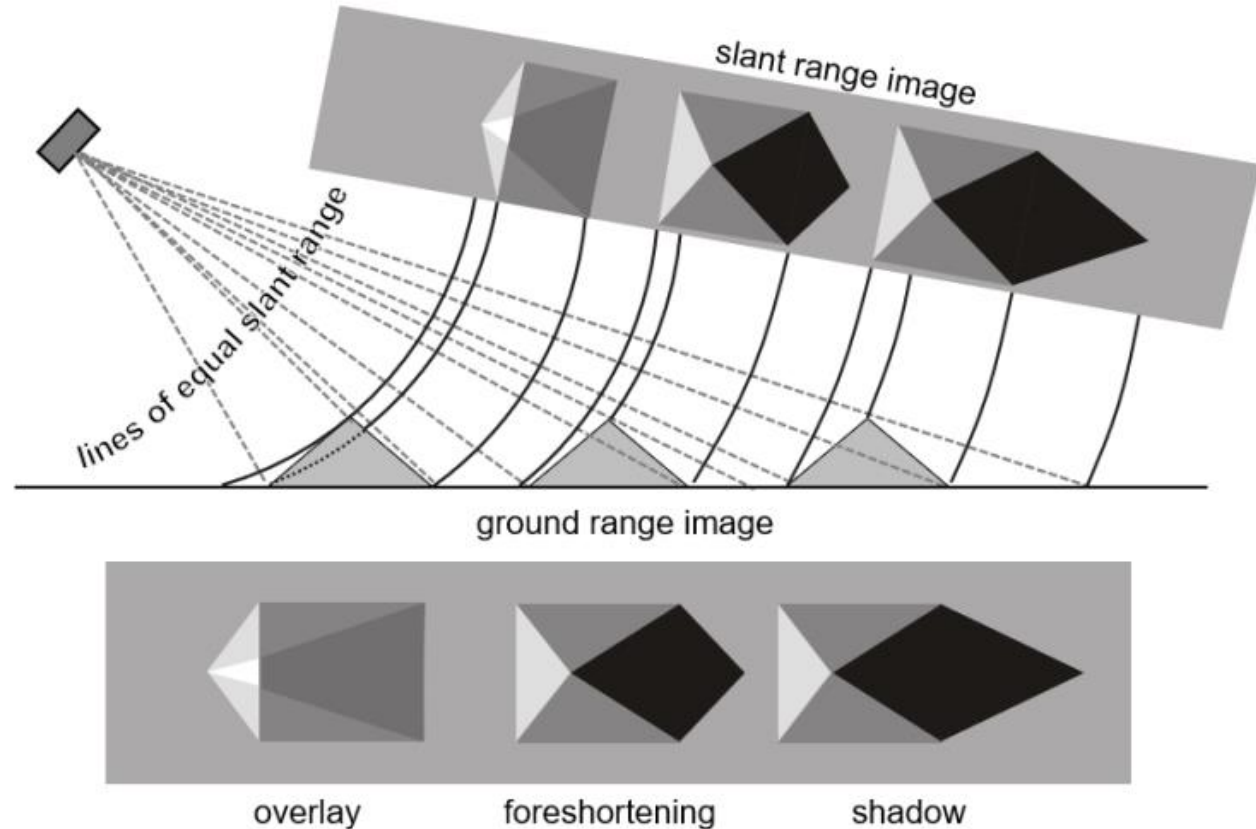 slant range image
lines of equal slant range
ground range image
overlay
foreshortening
shadow